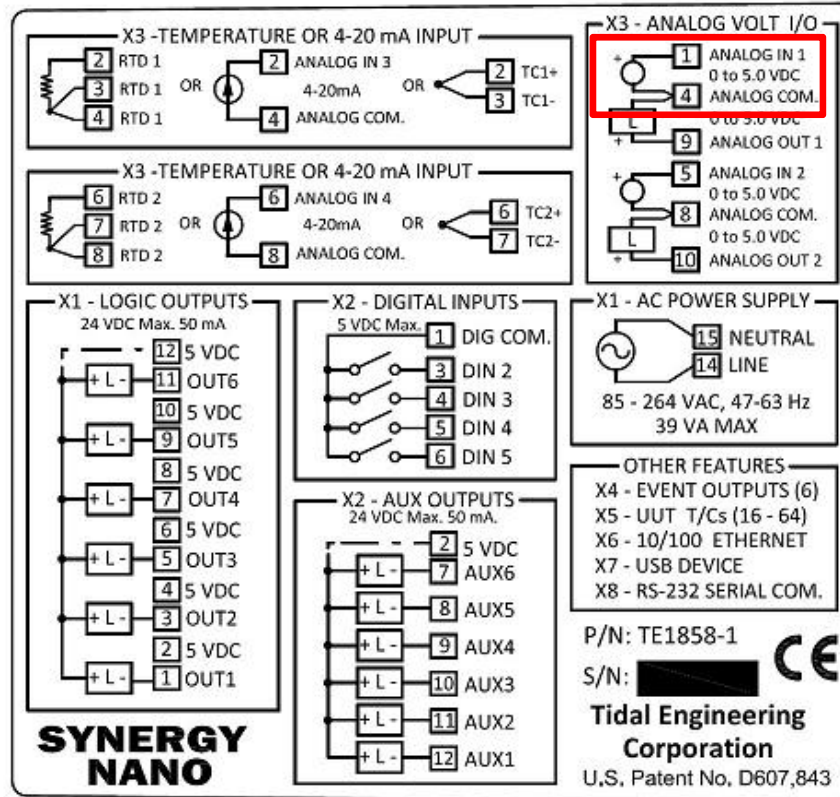 X3 -TEMPERATURE OR 4-20 mA INPUT
2 RTD 1
3 RTD 1
4 RTD 1
OR
2 ANALOG IN 3
4-20mA
4 ANALOG COM.
OR
2 TC1+
3 TC1-
X3 - ANALOG VOLT I/O
+ 1 ANALOG IN 1
0 to 5.0 VDC
4 ANALOG COM.
L 0 to 5.0 VDC
+ 9 ANALOG OUT 1
+ 5 ANALOG IN 2
0 to 5.0 VDC
8 ANALOG COM.
L 0 to 5.0 VDC
+ 10 ANALOG OUT 2
X3 -TEMPERATURE OR 4-20 mA INPUT
6 RTD 2
7 RTD 2
8 RTD 2
OR
6 ANALOG IN 4
4-20mA
8 ANALOG COM.
OR
6 TC2+
7 TC2-
X1 - LOGIC OUTPUTS
24 VDC Max. 50 mA
12 5 VDC
+ L - 11 OUT6
10 5 VDC
+ L - 9 OUT5
8 5 VDC
+ L - 7 OUT4
6 5 VDC
+ L - 5 OUT3
4 5 VDC
+ L - 3 OUT2
2 5 VDC
+ L - 1 OUT1
X2 - DIGITAL INPUTS
5 VDC Max. 1 DIG COM.
3 DIN 2
4 DIN 3
5 DIN 4
6 DIN 5
X1 - AC POWER SUPPLY
15 NEUTRAL
14 LINE
85 - 264 VAC, 47-63 Hz
39 VA MAX
X2 - AUX OUTPUTS
24 VDC Max. 50 mA.
2 5 VDC
+ L - 7 AUX6
+ L - 8 AUX5
+ L - 9 AUX4
+ L - 10 AUX3
+ L - 11 AUX2
+ L - 12 AUX1
OTHER FEATURES
X4 - EVENT OUTPUTS (6)
X5 - UUT T/Cs (16 - 64)
X6 - 10/100 ETHERNET
X7 - USB DEVICE
X8 - RS-232 SERIAL COM.
P/N: TE1858-1
S/N:
CE
Tidal Engineering
Corporation
U.S. Patent No. D607,843
SYNERGY
NANO